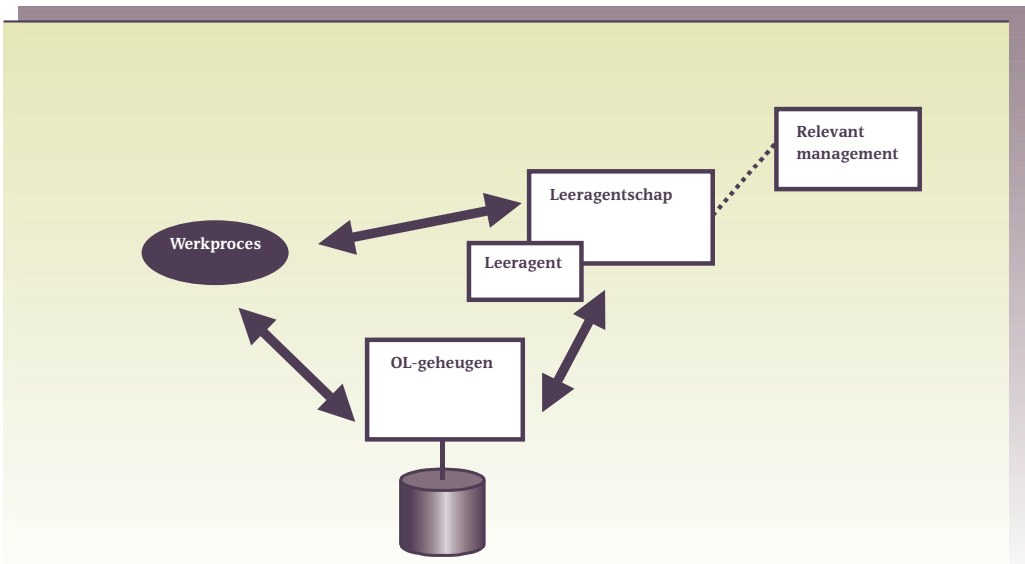 Relevant
management
Leeragentschap
Werkproces
Leeragent
OL-geheugen